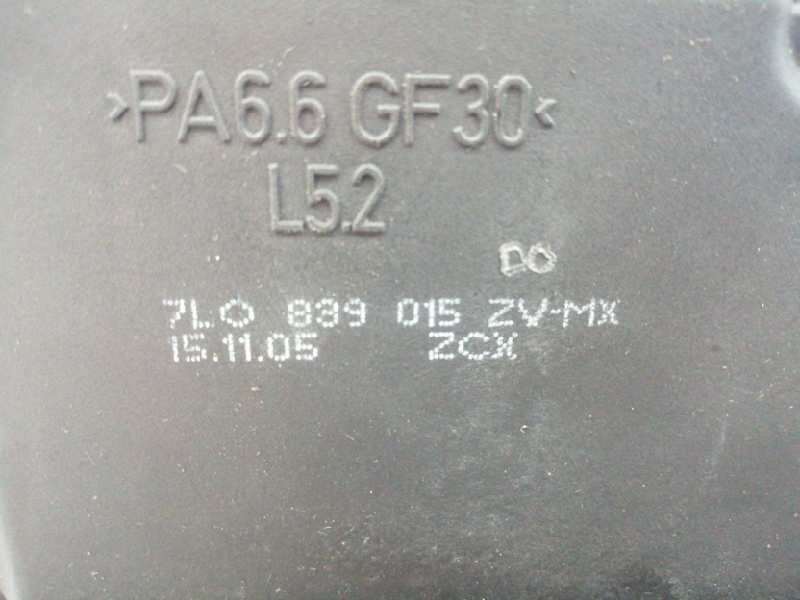 >PA6.6 GF30<
L5.2
DO
7L0 839 015 ZV-MX
15.11.05 ZCX